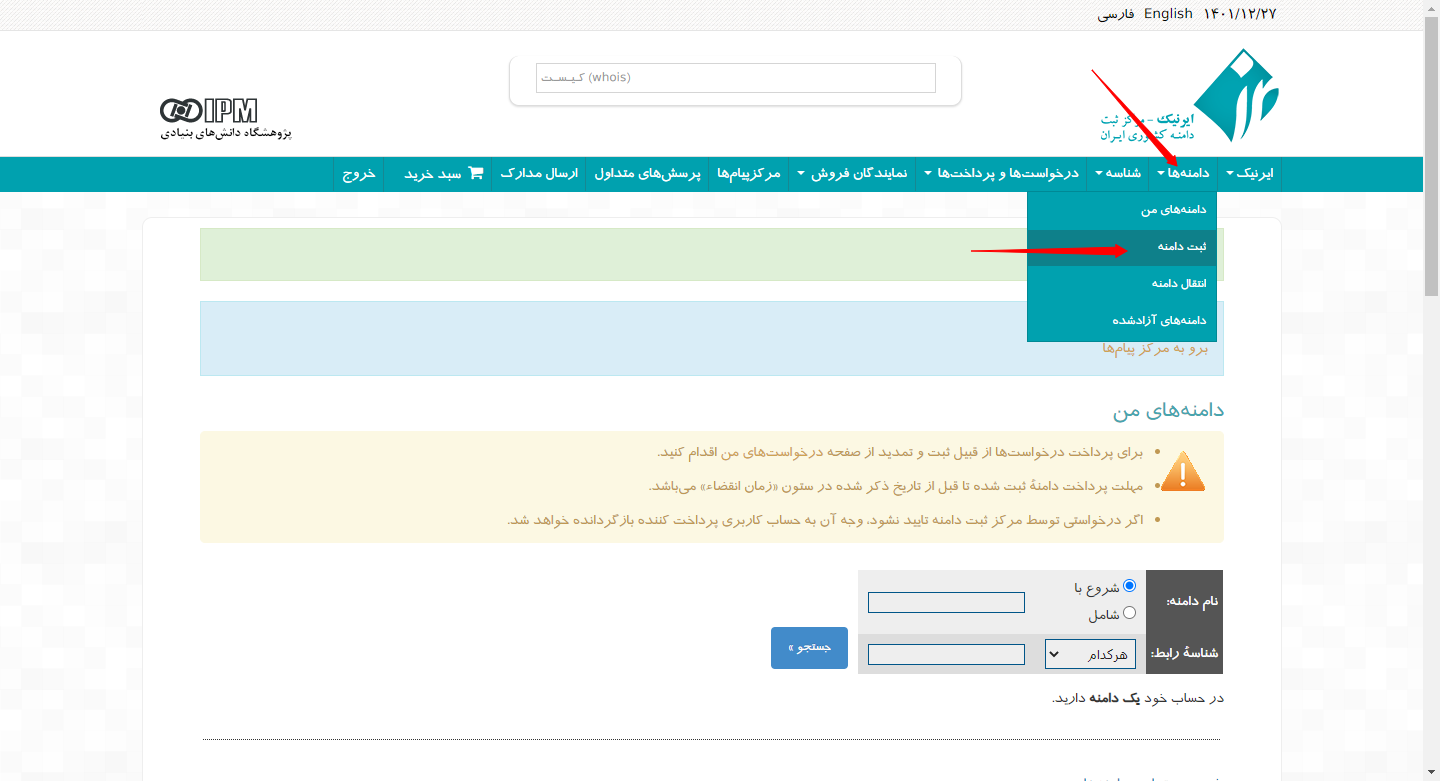 ۱۴۰۱/۱۲/۲۷ English فارسی
کـیـسـت (whois)
ایرنیک - مرکز ثبت
دامنه کشوری ایران
IPM
پژوهشگاه دانش‌های بنیادی
ایرنیک دامنه‌ها شناسه درخواست‌ها و پرداخت‌ها نمایندگان فروش مرکزپیام‌ها پرسش‌های متداول ارسال مدارک سبد خرید خروج
دامنه‌های من
ثبت دامنه
انتقال دامنه
دامنه‌های آزادشده
برو به مرکز پیام‌ها
دامنه‌های من
برای پرداخت درخواست‌ها از قبیل ثبت و تمدید از صفحه درخواست‌های من اقدام کنید.
مهلت پرداخت دامنهٔ ثبت شده تا قبل از تاریخ ذکر شده در ستون «زمان انقضاء» می‌باشد.
اگر درخواستی توسط مرکز ثبت دامنه تایید نشود، وجه آن به حساب کاربری پرداخت کننده بازگردانده خواهد شد.
نام دامنه:
شروع با
شامل
شناسهٔ رابط:
هرکدام
جستجو »
در حساب خود یک دامنه دارید.